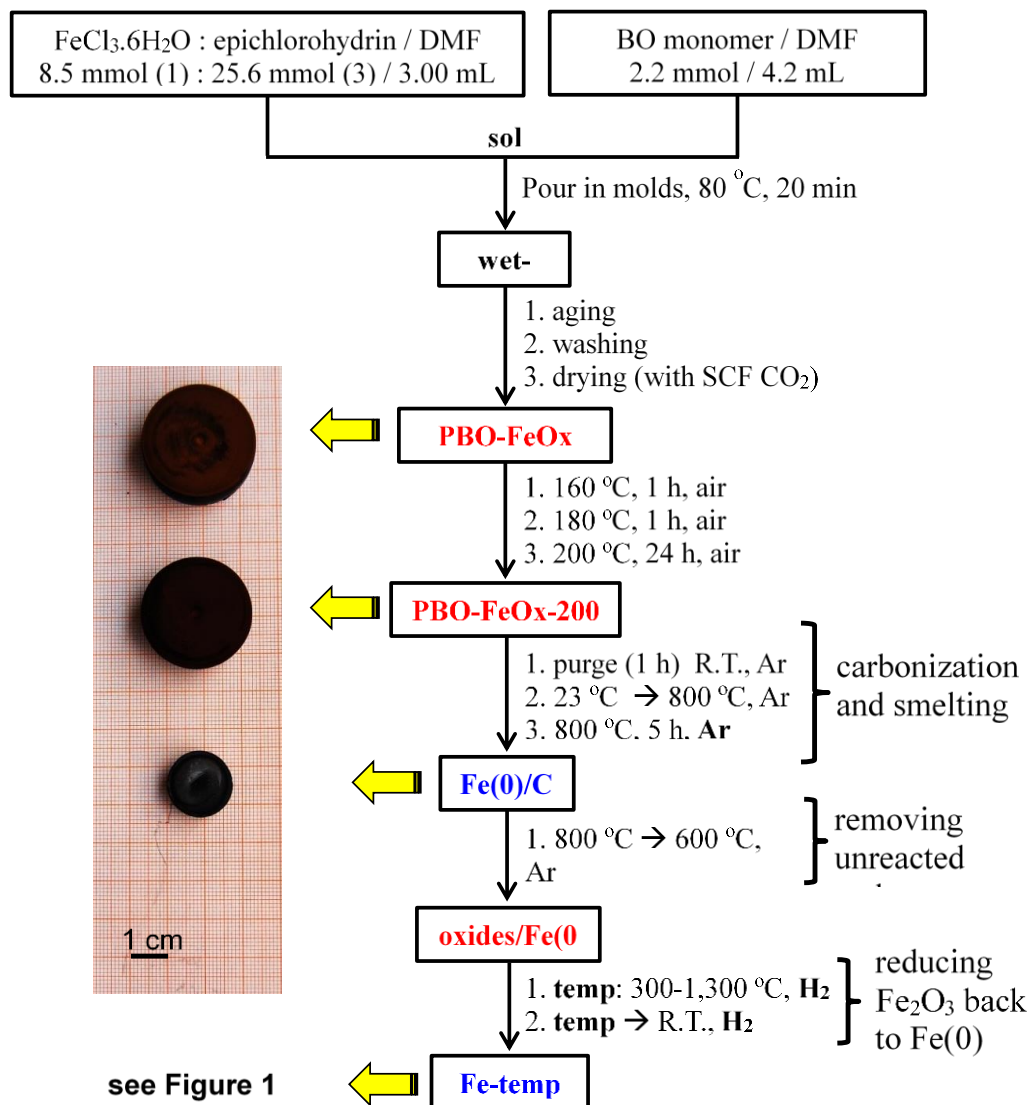 FeCl₃.6H₂O : epichlorohydrin / DMF
8.5 mmol (1) : 25.6 mmol (3) / 3.00 mL
BO monomer / DMF
2.2 mmol / 4.2 mL
sol
Pour in molds, 80 °C, 20 min
wet-
1. aging
2. washing
3. drying (with SCF CO₂)
PBO-FeOx
1. 160 °C, 1 h, air
2. 180 °C, 1 h, air
3. 200 °C, 24 h, air
PBO-FeOx-200
1. purge (1 h) R.T., Ar
2. 23 °C → 800 °C, Ar
3. 800 °C, 5 h, Ar
carbonization
and smelting
Fe(0)/C
1. 800 °C → 600 °C,
Ar
removing
unreacted
oxides/Fe(0
1 cm
1. temp: 300-1,300 °C, H₂
2. temp → R.T., H₂
reducing
Fe₂O₃ back
to Fe(0)
see Figure 1
Fe-temp